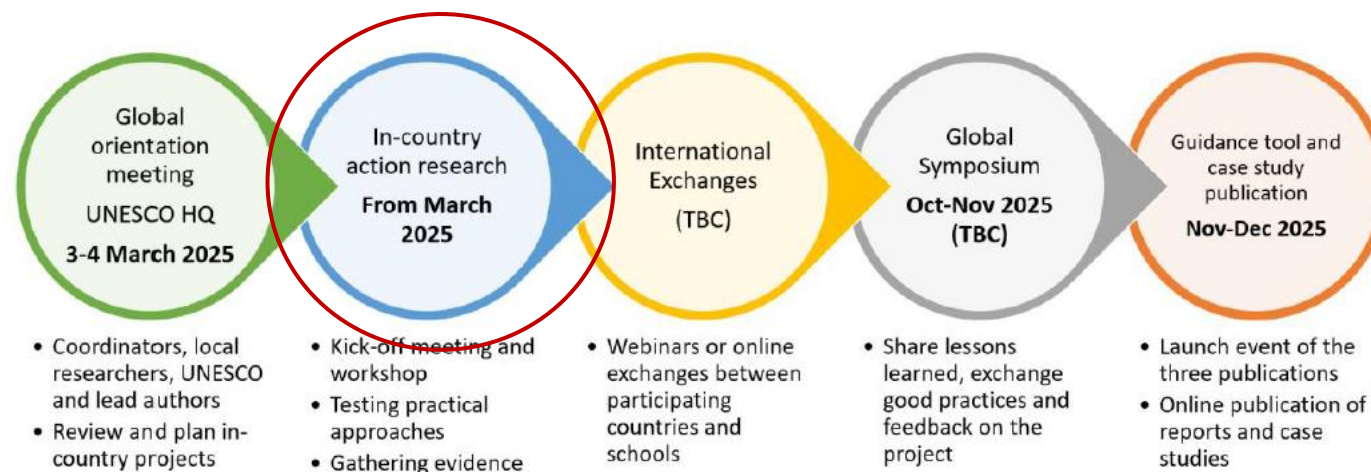 Global
orientation
meeting
UNESCO HQ
3-4 March 2025
In-country
action research
From March
2025
International
Exchanges
(TBC)
Global
Symposium
Oct-Nov 2025
(TBC)
Guidance tool and
case study
publication
Nov-Dec 2025
• Coordinators, local
researchers, UNESCO
and lead authors
• Review and plan in-
country projects
• Kick-off meeting and
workshop
• Testing practical
approaches
• Gathering evidence
• Webinars or online
exchanges between
participating
countries and
schools
• Share lessons
learned, exchange
good practices and
feedback on the
project
• Launch event of the
three publications
• Online publication of
reports and case
studies